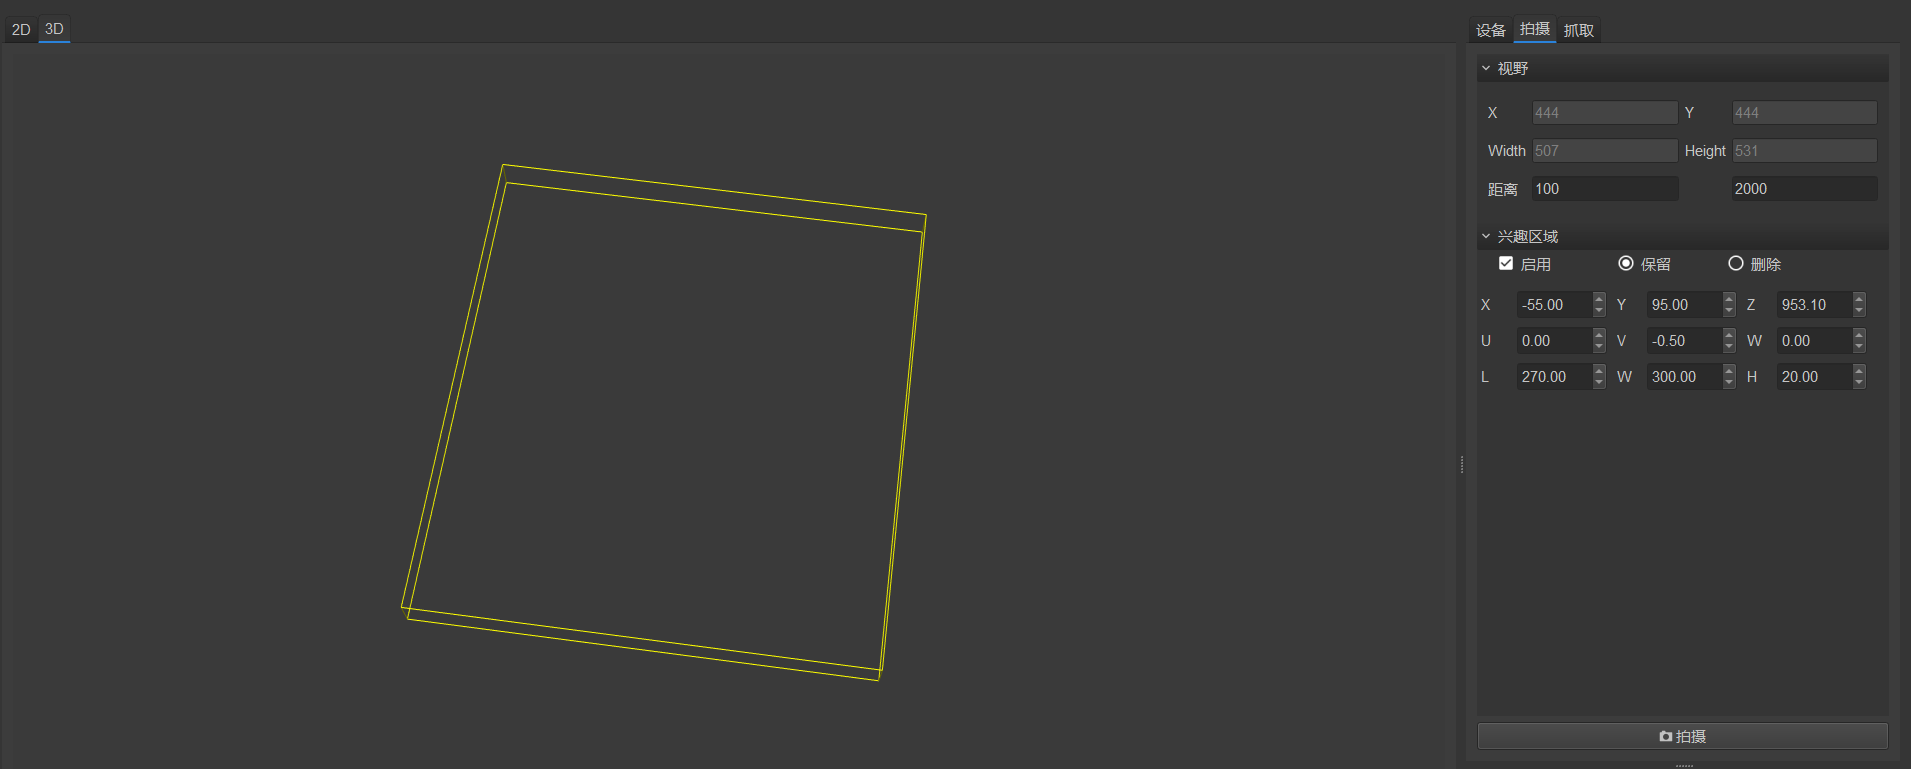 2D 3D
设备 拍摄 抓取
视野
X 444 Y 444
Width 507 Height 531
距离 100 2000
兴趣区域
启用 保留 删除
X -55.00 Y 95.00 Z 953.10
U 0.00 V -0.50 W 0.00
L 270.00 W 300.00 H 20.00
拍摄